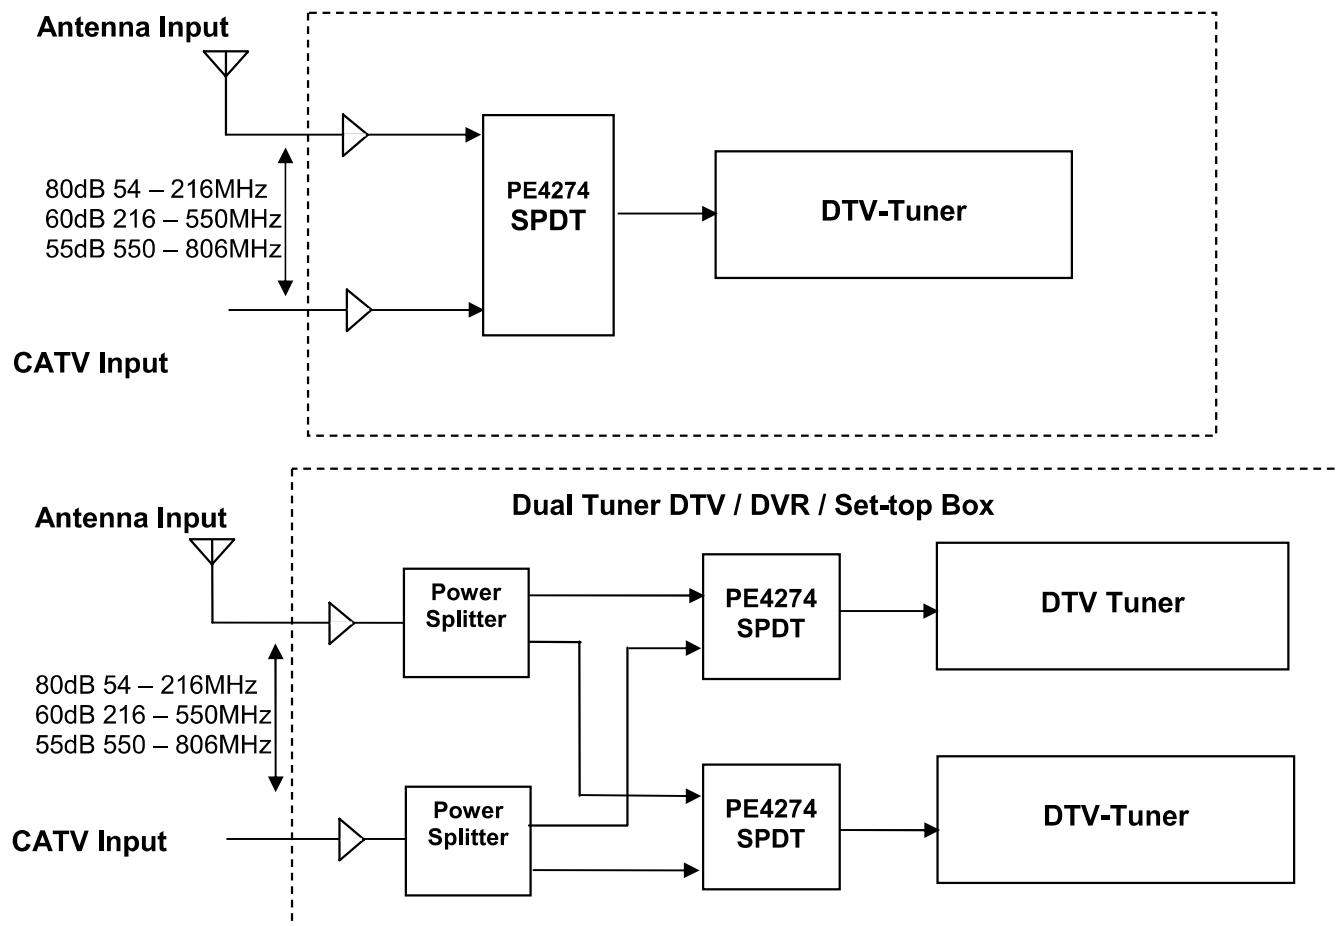 Antenna Input
80dB 54 – 216MHz
60dB 216 – 550MHz
55dB 550 – 806MHz
CATV Input
PE4274
SPDT
DTV-Tuner
Dual Tuner DTV / DVR / Set-top Box
Antenna Input
Power
Splitter
PE4274
SPDT
DTV Tuner
80dB 54 – 216MHz
60dB 216 – 550MHz
55dB 550 – 806MHz
CATV Input
Power
Splitter
PE4274
SPDT
DTV-Tuner